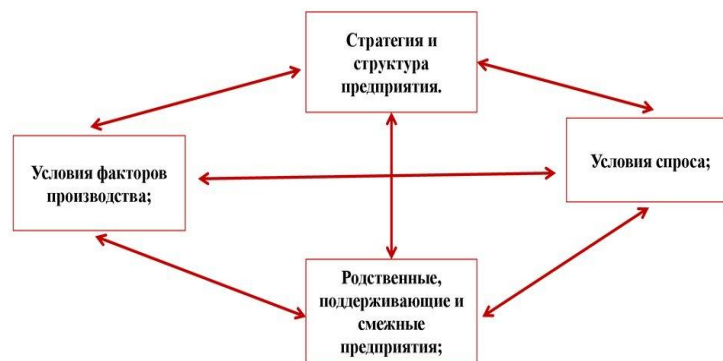 Стратегия и
структура
предприятия.
Условия факторов
производства;
Условия спроса;
Родственные,
поддерживающие и
смежные
предприятия;